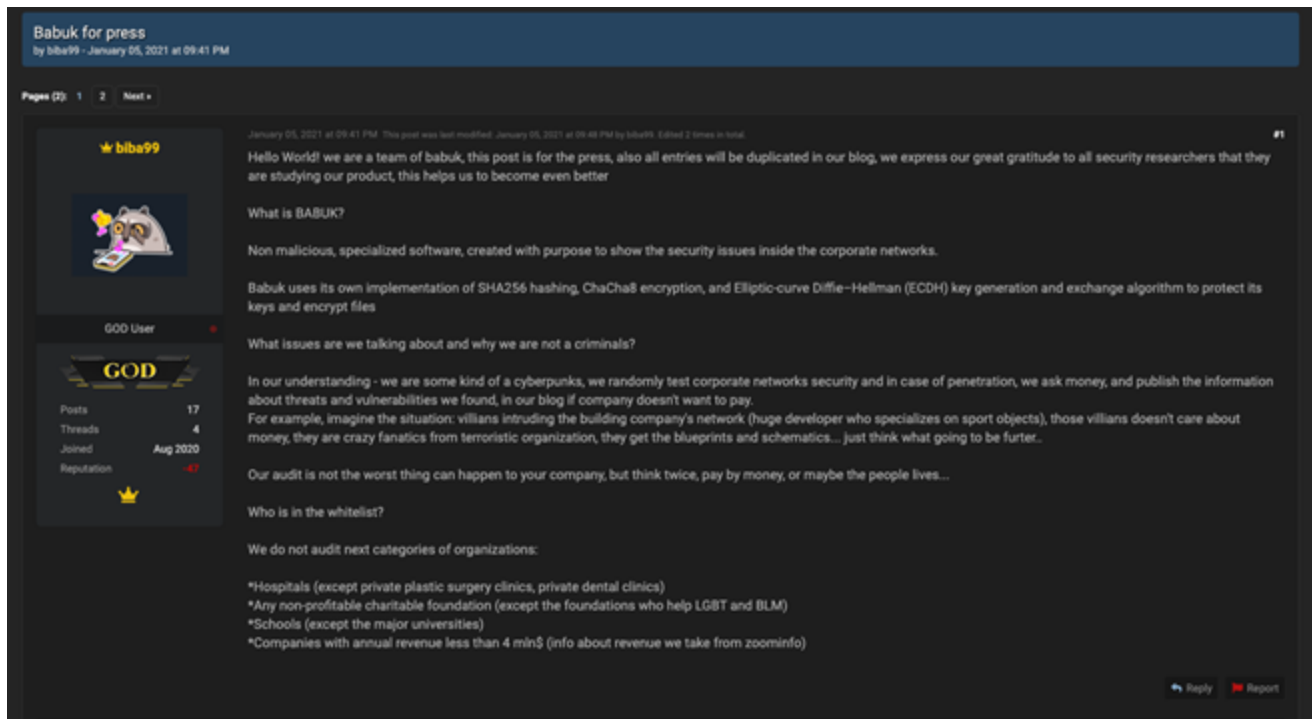 Babuk for press
by biba99 - January 05, 2021 at 09:41 PM
Pages (2): 1 2 Next »
biba99
GOD User
GOD
Posts 17
Threads 4
Joined Aug 2020
Reputation -47
January 05, 2021 at 09:41 PM This post was last modified: January 05, 2021 at 09:48 PM by biba99. Edited 2 times in total.
#1
Hello World! we are a team of babuk, this post is for the press, also all entries will be duplicated in our blog, we express our great gratitude to all security researchers that they
are studying our product, this helps us to become even better
What is BABUK?
Non malicious, specialized software, created with purpose to show the security issues inside the corporate networks.
Babuk uses its own implementation of SHA256 hashing, ChaCha8 encryption, and Elliptic-curve Diffie–Hellman (ECDH) key generation and exchange algorithm to protect its
keys and encrypt files
What issues are we talking about and why we are not a criminals?
In our understanding - we are some kind of a cyberpunks, we randomly test corporate networks security and in case of penetration, we ask money, and publish the information
about threats and vulnerabilities we found, in our blog if company doesn't want to pay.
For example, imagine the situation: villians intruding the building company's network (huge developer who specializes on sport objects), those villians doesn't care about
money, they are crazy fanatics from terroristic organization, they get the blueprints and schematics... just think what going to be furter..
Our audit is not the worst thing can happen to your company, but think twice, pay by money, or maybe the people lives...
Who is in the whitelist?
We do not audit next categories of organizations:
*Hospitals (except private plastic surgery clinics, private dental clinics)
*Any non-profitable charitable foundation (except the foundations who help LGBT and BLM)
*Schools (except the major universities)
*Companies with annual revenue less than 4 mln$ (info about revenue we take from zoominfo)
Reply Report